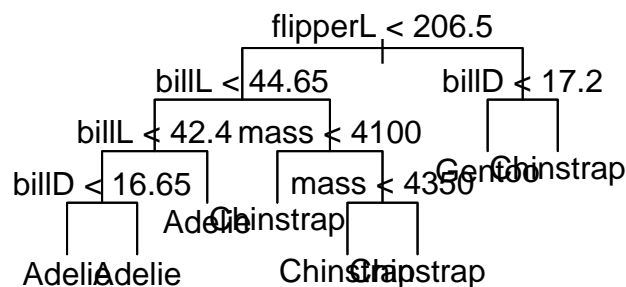 flipperL < 206.5
billL < 44.65
billD < 17.2
billL < 42.4
mass < 4100
Gentoo
Chinstrap
billD < 16.65
mass < 4350
Adelie
Chinstrap
Adelie
Adelie
Chinstrap
Chinstrap